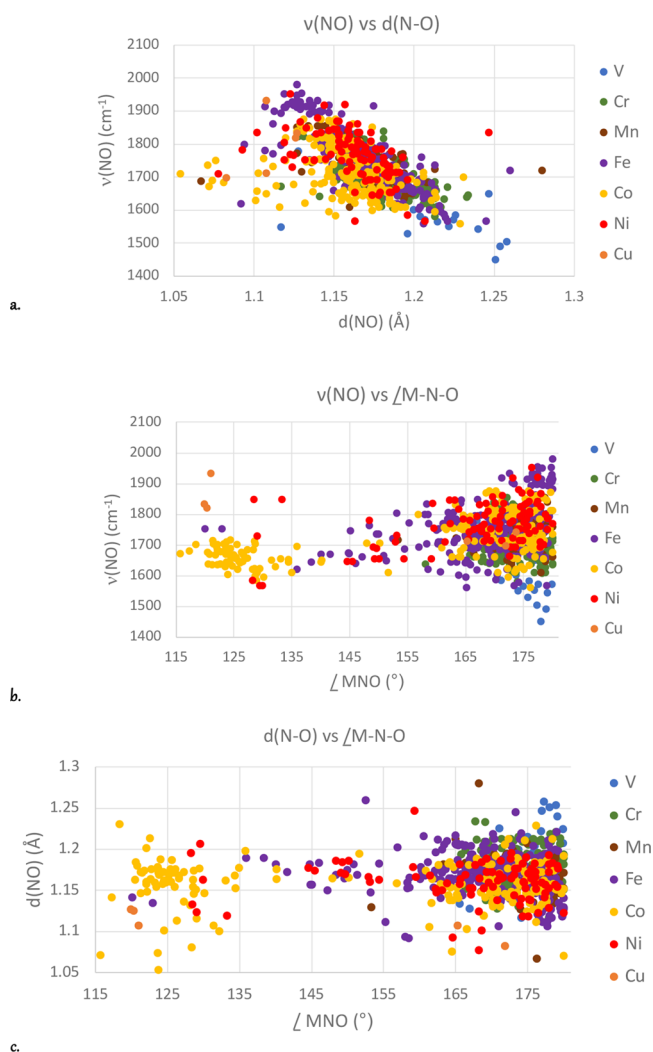 ν(NO) vs d(N-O)
2100
2000
1900
1800
1700
1600
1500
1400
ν(NO) (cm⁻¹)
1.05 1.1 1.15 1.2 1.25 1.3
d(NO) (Å)
V
Cr
Mn
Fe
Co
Ni
Cu
a.
ν(NO) vs ⦟M-N-O
2100
2000
1900
1800
1700
1600
1500
1400
ν(NO) (cm⁻¹)
115 125 135 145 155 165 175
⦟ MNO (°)
V
Cr
Mn
Fe
Co
Ni
Cu
b.
d(N-O) vs ⦟M-N-O
1.3
1.25
1.2
1.15
1.1
1.05
d(NO) (Å)
115 125 135 145 155 165 175
⦟ MNO (°)
V
Cr
Mn
Fe
Co
Ni
Cu
c.